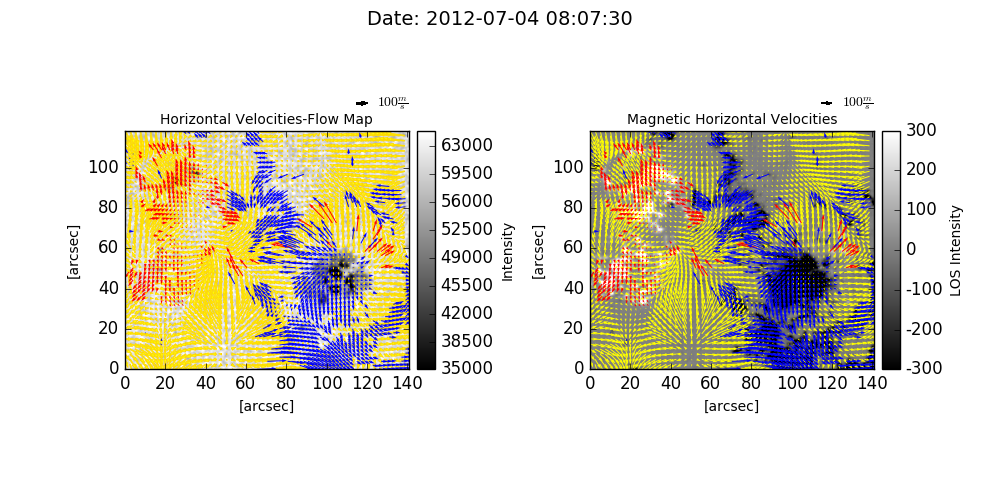 Date: 2012-07-04 08:07:30
100 m/s
100 m/s
Horizontal Velocities-Flow Map
Magnetic Horizontal Velocities
[arcsec]
100
80
60
40
20
0
0 20 40 60 80 100 120 140
[arcsec]
63000
59500
56000
52500
49000
45500
42000
38500
35000
Intensity
[arcsec]
100
80
60
40
20
0
0 20 40 60 80 100 120 140
[arcsec]
300
200
100
0
-100
-200
-300
LOS Intensity